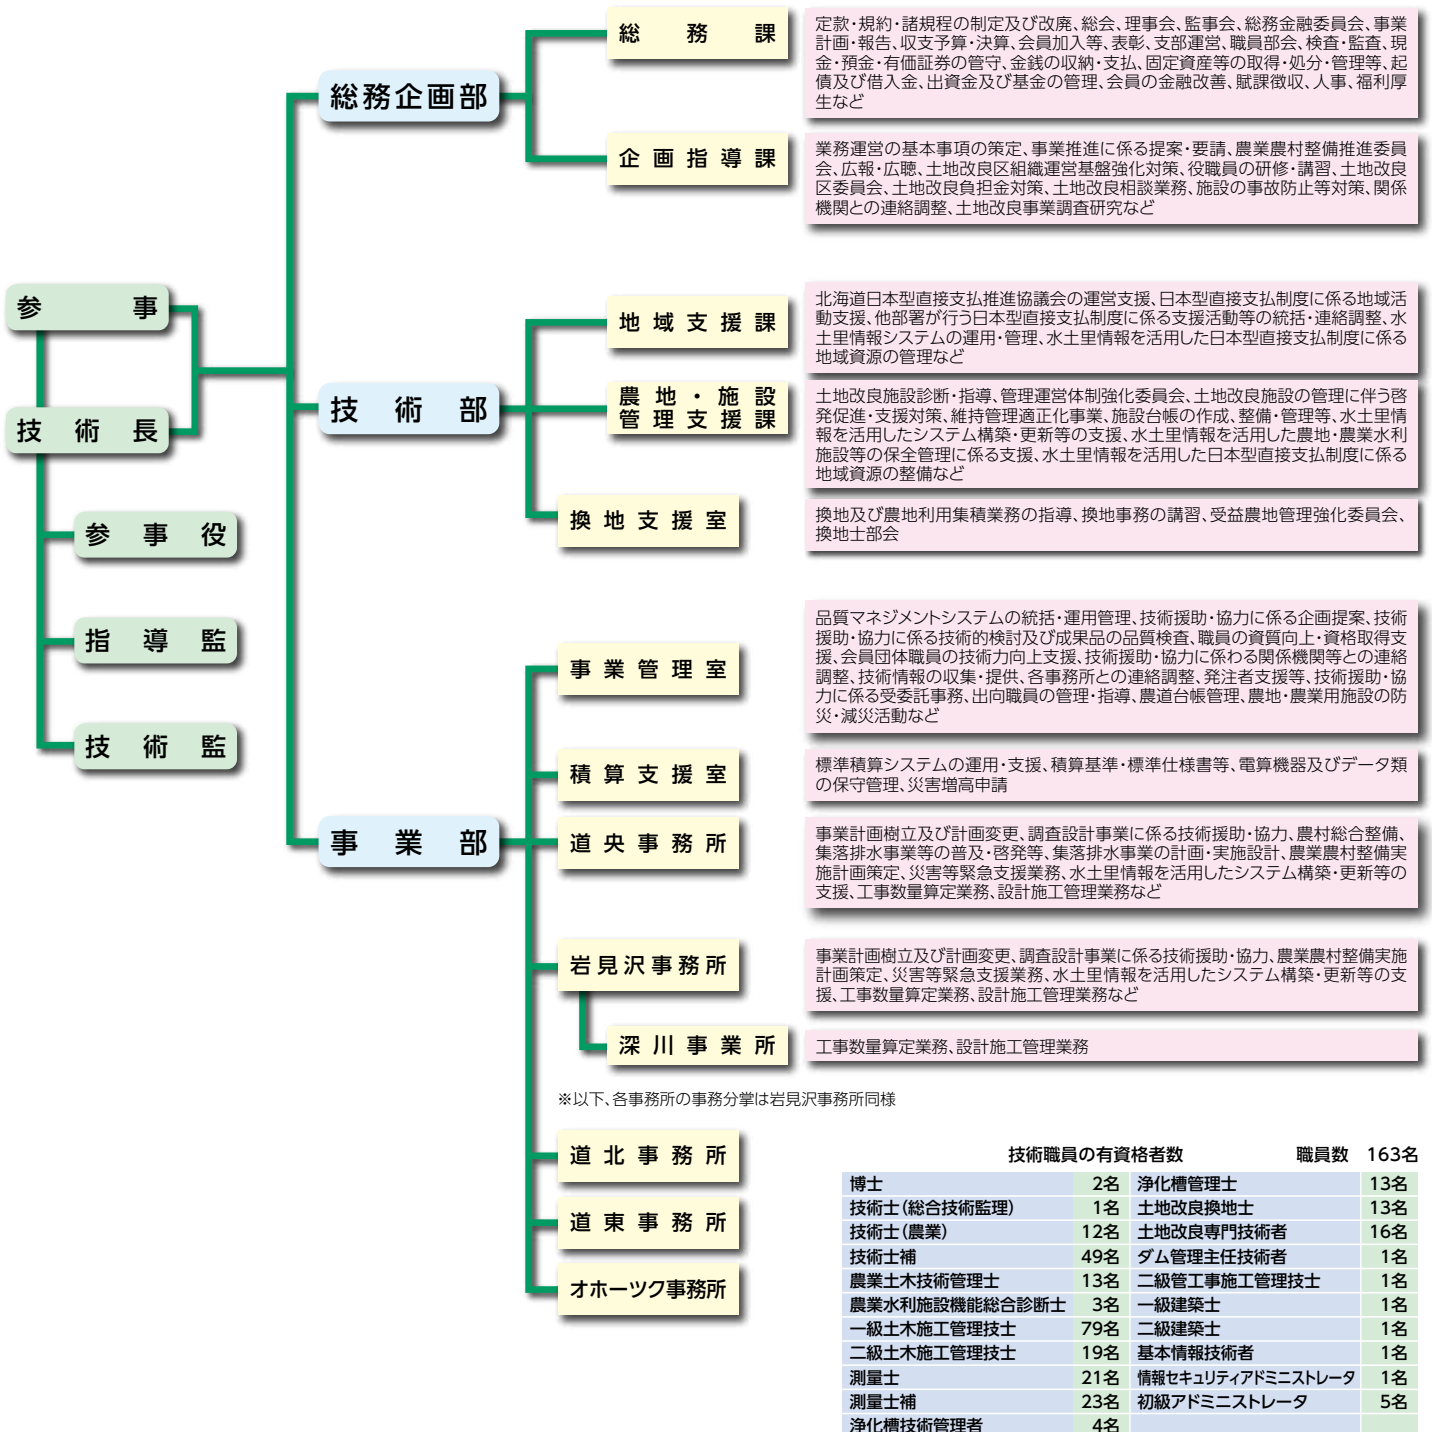 総務課
定款・規約・諸規程の制定及び改廃、総会、理事会、監事会、総務金融委員会、事業
計画・報告、収支予算・決算、会員加入等、表彰、支部運営、職員部会、検査・監査、現
金・預金・有価証券の管守、金銭の収納・支払、固定資産等の取得・処分・管理等、起
債及び借入金、出資金及び基金の管理、会員の金融改善、賦課徴収、人事、福利厚
生など
総務企画部
企画指導課
業務運営の基本事項の策定、事業推進に係る提案・要請、農業農村整備推進委員
会、広報・広聴、土地改良区組織運営基盤強化対策、役職員の研修・講習、土地改良
区委員会、土地改良負担金対策、土地改良相談業務、施設の事故防止等対策、関係
機関との連絡調整、土地改良事業調査研究など
参事
技術長
参事役
指導監
技術監
地域支援課
北海道日本型直接支払推進協議会の運営支援、日本型直接支払制度に係る地域活
動支援、他部署が行う日本型直接支払制度に係る支援活動等の統括・連絡調整、水
土里情報システムの運用・管理、水土里情報を活用した日本型直接支払制度に係る
地域資源の管理など
技術部
農地・施設
管理支援課
土地改良施設診断・指導、管理運営体制強化委員会、土地改良施設の管理に伴う啓
発促進・支援対策、維持管理適正化事業、施設台帳の作成、整備・管理等、水土里情
報を活用したシステム構築・更新等の支援、水土里情報を活用した農地・農業水利
施設等の保全管理に係る支援、水土里情報を活用した日本型直接支払制度に係る
地域資源の整備など
換地支援室
換地及び農地利用集積業務の指導、換地事務の講習、受益農地管理強化委員会、
換地士部会
事業管理室
品質マネジメントシステムの統括・運用管理、技術援助・協力に係る企画提案、技術
援助・協力に係る技術的検討及び成果品の品質検査、職員の資質向上・資格取得支
援、会員団体職員の技術力向上支援、技術援助・協力に係わる関係機関等との連絡
調整、技術情報の収集・提供、各事務所との連絡調整、発注者支援等、技術援助・協
力に係る受委託事務、出向職員の管理・指導、農道台帳管理、農地・農業用施設の防
災・減災活動など
積算支援室
標準積算システムの運用・支援、積算基準・標準仕様書等、電算機器及びデータ類
の保守管理、災害増高申請
事業部
道央事務所
事業計画樹立及び計画変更、調査設計事業に係る技術援助・協力、農村総合整備、
集落排水事業等の普及・啓発等、集落排水事業の計画・実施設計、農業農村整備実
施計画策定、災害等緊急支援業務、水土里情報を活用したシステム構築・更新等の
支援、工事数量算定業務、設計施工管理業務など
岩見沢事務所
事業計画樹立及び計画変更、調査設計事業に係る技術援助・協力、農業農村整備実施
計画策定、災害等緊急支援業務、水土里情報を活用したシステム構築・更新等の支
援、工事数量算定業務、設計施工管理業務など
深川事業所
工事数量算定業務、設計施工管理業務
※以下、各事務所の事務分掌は岩見沢事務所同様
道北事務所
道東事務所
オホーツク事務所
技術職員の有資格者数 職員数 163名
博士 2名 浄化槽管理士 13名
技術士(総合技術監理) 1名 土地改良換地士 13名
技術士(農業) 12名 土地改良専門技術者 16名
技術士補 49名 ダム管理主任技術者 1名
農業土木技術管理士 13名 二級管工事施工管理技士 1名
農業水利施設機能総合診断士 3名 一級建築士 1名
一級土木施工管理技士 79名 二級建築士 1名
二級土木施工管理技士 19名 基本情報技術者 1名
測量士 21名 情報セキュリティアドミニストレータ 1名
測量士補 23名 初級アドミニストレータ 5名
浄化槽技術管理者 4名